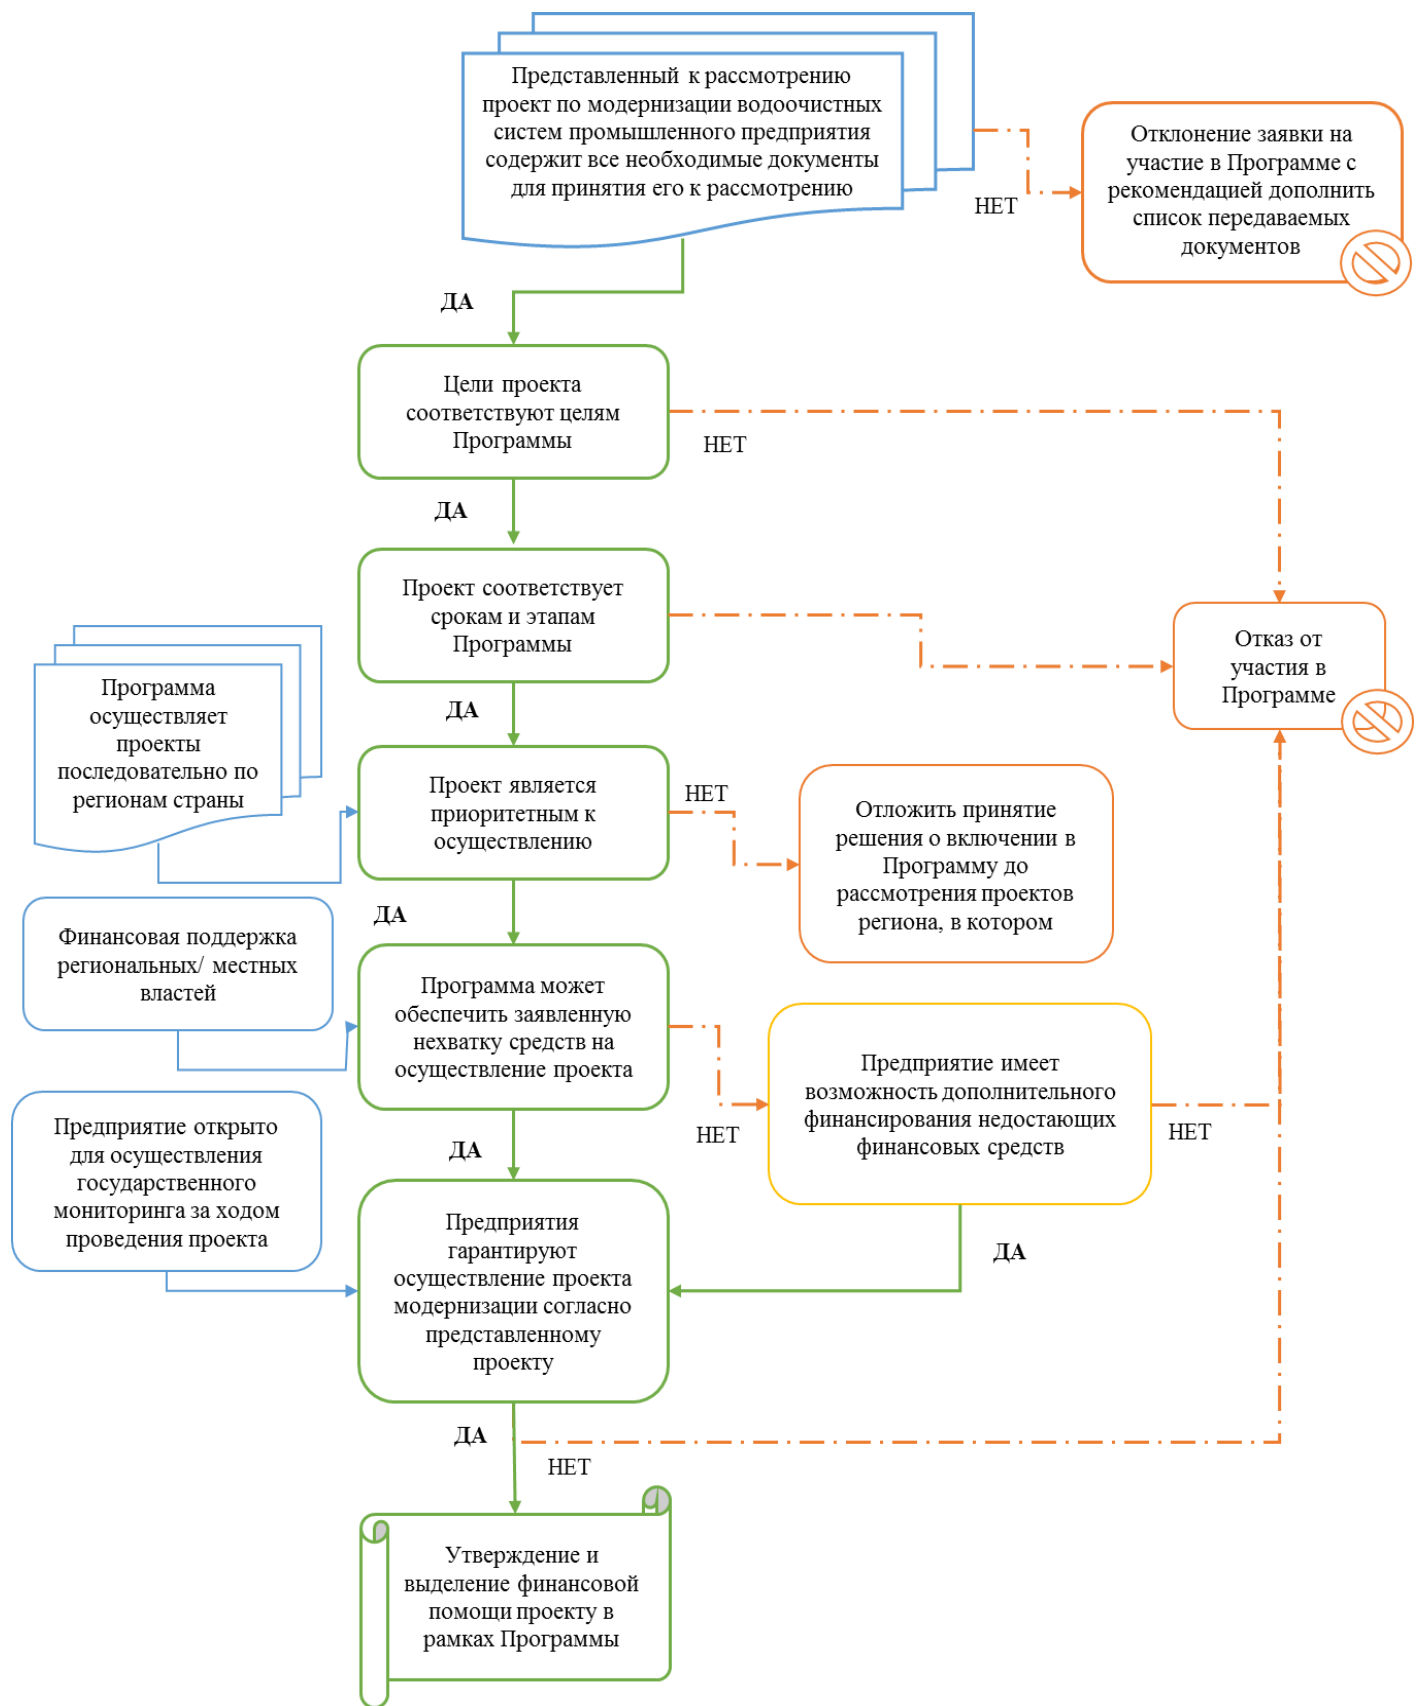 Представленный к рассмотрению
проект по модернизации водоочистных
систем промышленного предприятия
содержит все необходимые документы
для принятия его к рассмотрению
Отклонение заявки на
участие в Программе с
рекомендацией дополнить
список передаваемых
документов
НЕТ
ДА
Цели проекта
соответствуют целям
Программы
НЕТ
ДА
Проект соответствует
срокам и этапам
Программы
Отказ от
участия в
Программе
ДА
Программа
осуществляет
проекты
последовательно по
регионам страны
Проект является
приоритетным к
осуществлению
НЕТ
Отложить принятие
решения о включении в
Программу до
рассмотрения проектов
региона, в котором
ДА
Финансовая поддержка
региональных/ местных
властей
Программа может
обеспечить заявленную
нехватку средств на
осуществление проекта
НЕТ
Предприятие имеет
возможность дополнительного
финансирования недостающих
финансовых средств
НЕТ
ДА
Предприятие открыто
для осуществления
государственного
мониторинга за ходом
проведения проекта
Предприятия
гарантируют
осуществление проекта
модернизации согласно
представленному
проекту
ДА
ДА
НЕТ
Утверждение и
выделение финансовой
помощи проекту в
рамках Программы